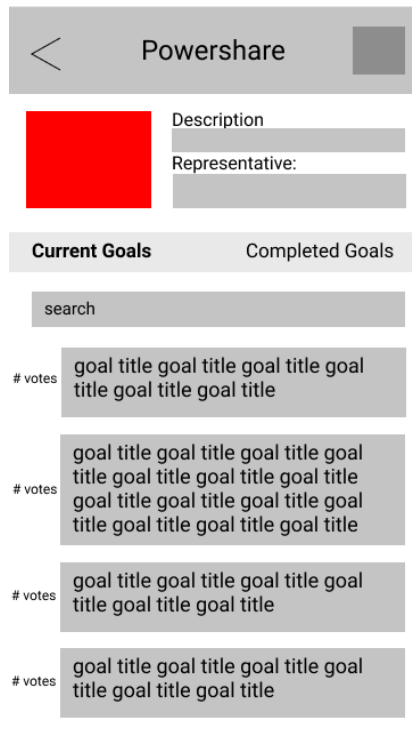 Powershare
Description
Representative:
Current Goals
Completed Goals
search
# votes
goal title goal title goal title goal
title goal title goal title
# votes
goal title goal title goal title goal
title goal title goal title goal title
goal title goal title goal title goal
title goal title goal title goal title
# votes
goal title goal title goal title goal
title goal title goal title
# votes
goal title goal title goal title goal
title goal title goal title